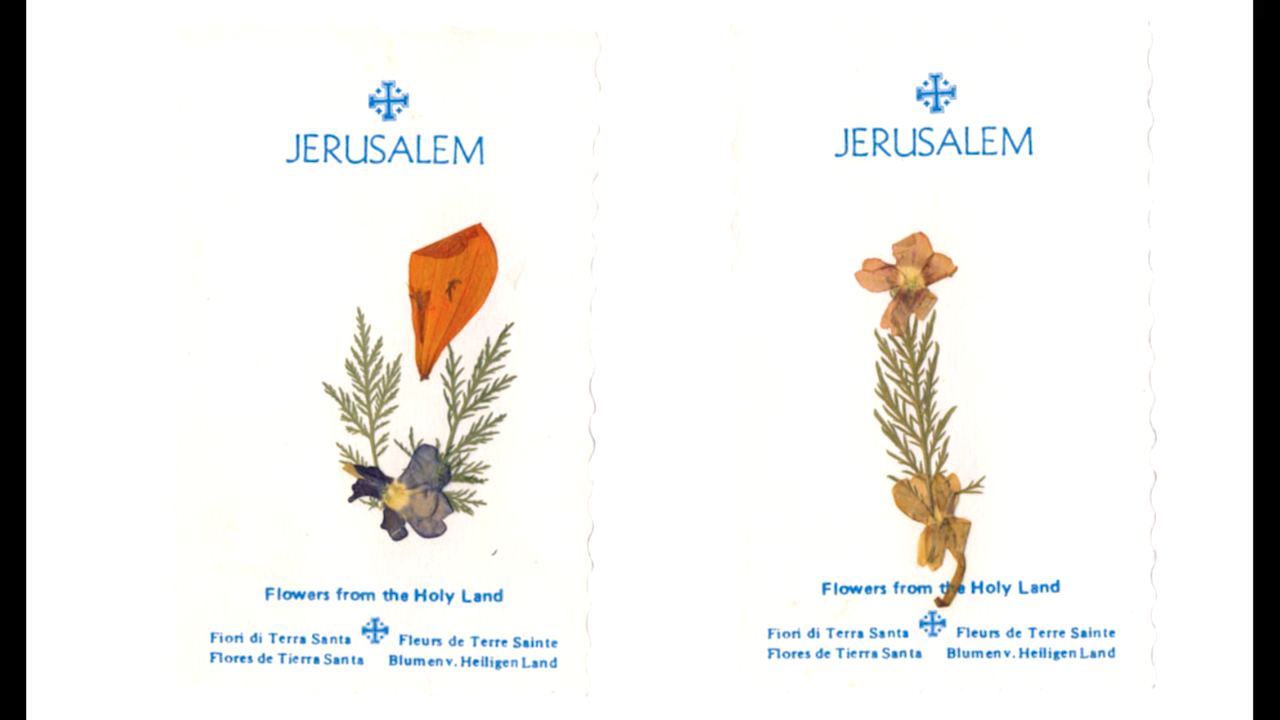 JERUSALEM
Flowers from the Holy Land
Fiori di Terra Santa Fleurs de Terre Sainte
Flores de Tierra Santa Blumen v. Heiligen Land
JERUSALEM
Flowers from the Holy Land
Fiori di Terra Santa Fleurs de Terre Sainte
Flores de Tierra Santa Blumen v. Heiligen Land